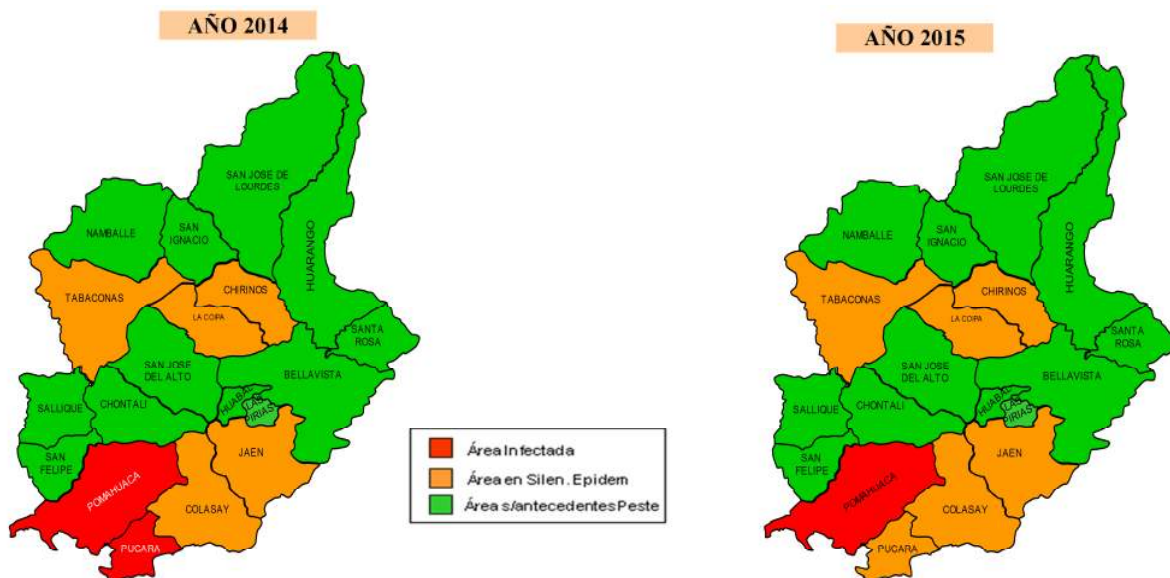 AÑO 2014
SAN JOSE DE
LOURDES
HUARANGO
NAMBALLE
SAN
IGNACIO
TABACONAS
CHIRINOS
LA COIPA
SANTA
ROSA
SAN JOSE
DEL ALTO
BELLAVISTA
SALLIQUE
CHONTALI
HUABAL
LAS
PIRIAS
SAN
FELIPE
JAEN
POMAHUACA
COLASAY
PUCARA
Área Infectada
Área en Silen. Epidem
Área s/antecedentes Peste
AÑO 2015
SAN JOSE DE
LOURDES
HUARANGO
NAMBALLE
SAN
IGNACIO
TABACONAS
CHIRINOS
LA COIPA
SANTA
ROSA
SAN JOSE
DEL ALTO
BELLAVISTA
SALLIQUE
CHONTALI
HUABAL
LAS
PIRIAS
SAN
FELIPE
JAEN
POMAHUACA
COLASAY
PUCARA